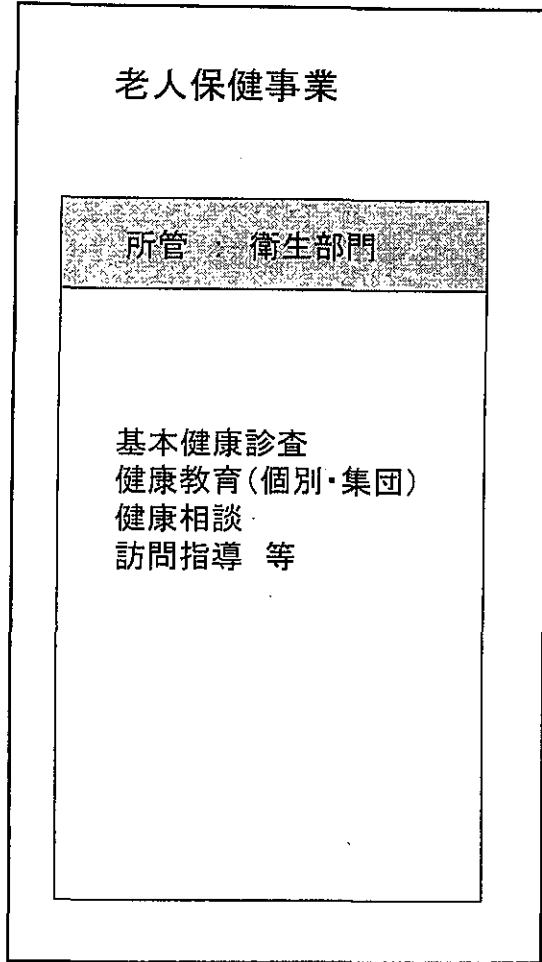 老人保健事業
所管 : 衛生部門
基本健康診査
健康教育(個別・集団)
健康相談
訪問指導 等